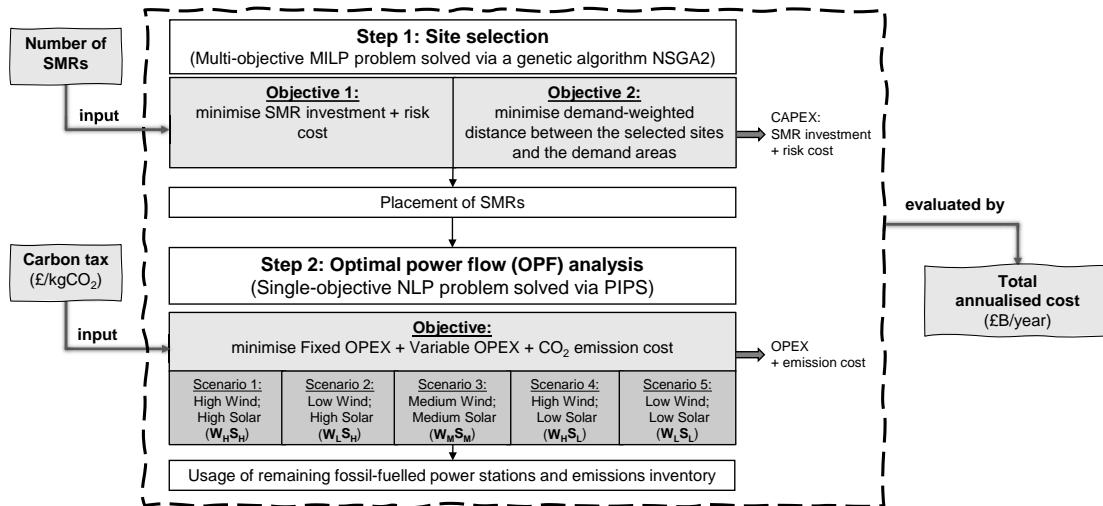 Number of
SMRs
input
Step 1: Site selection
(Multi-objective MILP problem solved via a genetic algorithm NSGA2)
Objective 1:
minimise SMR investment + risk
cost
Objective 2:
minimise demand-weighted
distance between the selected sites
and the demand areas
CAPEX:
SMR investment
+ risk cost
Placement of SMRs
Carbon tax
(£/kgCO₂)
input
Step 2: Optimal power flow (OPF) analysis
(Single-objective NLP problem solved via PIPS)
Objective:
minimise Fixed OPEX + Variable OPEX + CO₂ emission cost
OPEX
+ emission cost
Scenario 1:
High Wind;
High Solar
(W_HS_H)
Scenario 2:
Low Wind;
High Solar
(W_LS_H)
Scenario 3:
Medium Wind;
Medium Solar
(W_MS_M)
Scenario 4:
High Wind;
Low Solar
(W_HS_L)
Scenario 5:
Low Wind;
Low Solar
(W_LS_L)
Usage of remaining fossil-fuelled power stations and emissions inventory
evaluated by
Total
annualised cost
(£B/year)